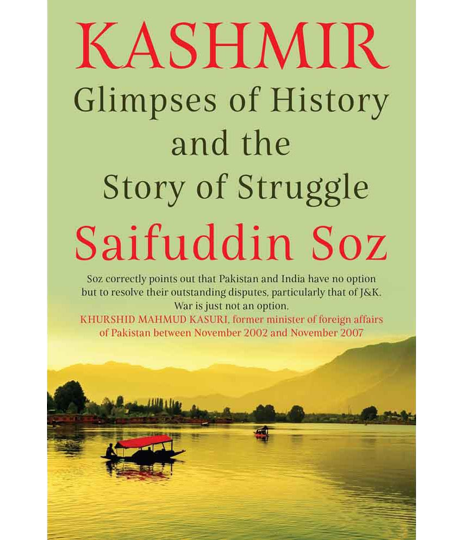 KASHMIR
Glimpses of History
and the
Story of Struggle
Saifuddin Soz
Soz correctly points out that Pakistan and India have no option
but to resolve their outstanding disputes, particularly that of J&K.
War is just not an option.
KHURSHID MAHMUD KASURI, former minister of foreign affairs
of Pakistan between November 2002 and November 2007